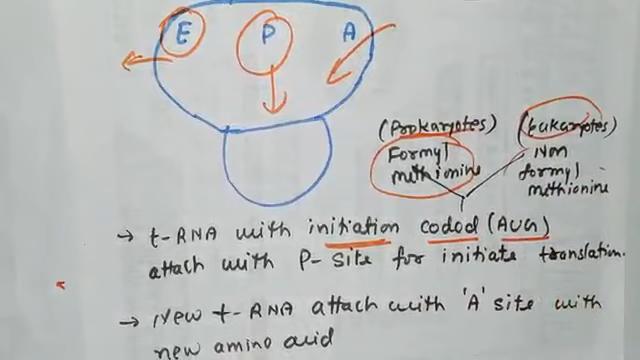 E P A
(Prokaryotes) (Eukaryotes)
Formyl Non
methionine formyl
methionine
→ t-RNA with initiation codod (AUG)
attach with P-site for initiate translation.
→ New t-RNA attach with 'A' site with
new amino acid